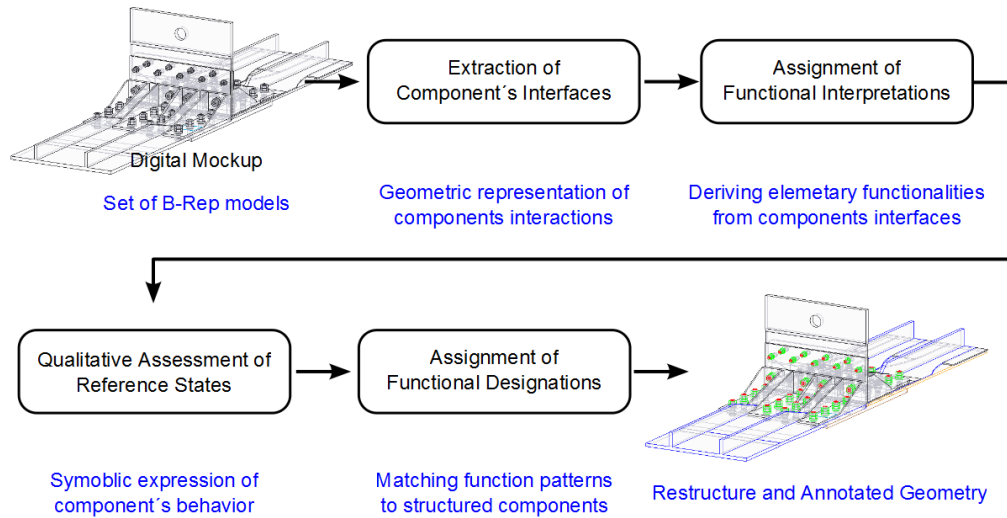 Extraction of
Component´s Interfaces
Assignment of
Functional Interpretations
Digital Mockup
Set of B-Rep models
Geometric representation of
components interactions
Deriving elemetary functionalities
from components interfaces
Qualitative Assessment of
Reference States
Assignment of
Functional Designations
Symoblic expression of
component´s behavior
Matching function patterns
to structured components
Restructure and Annotated Geometry